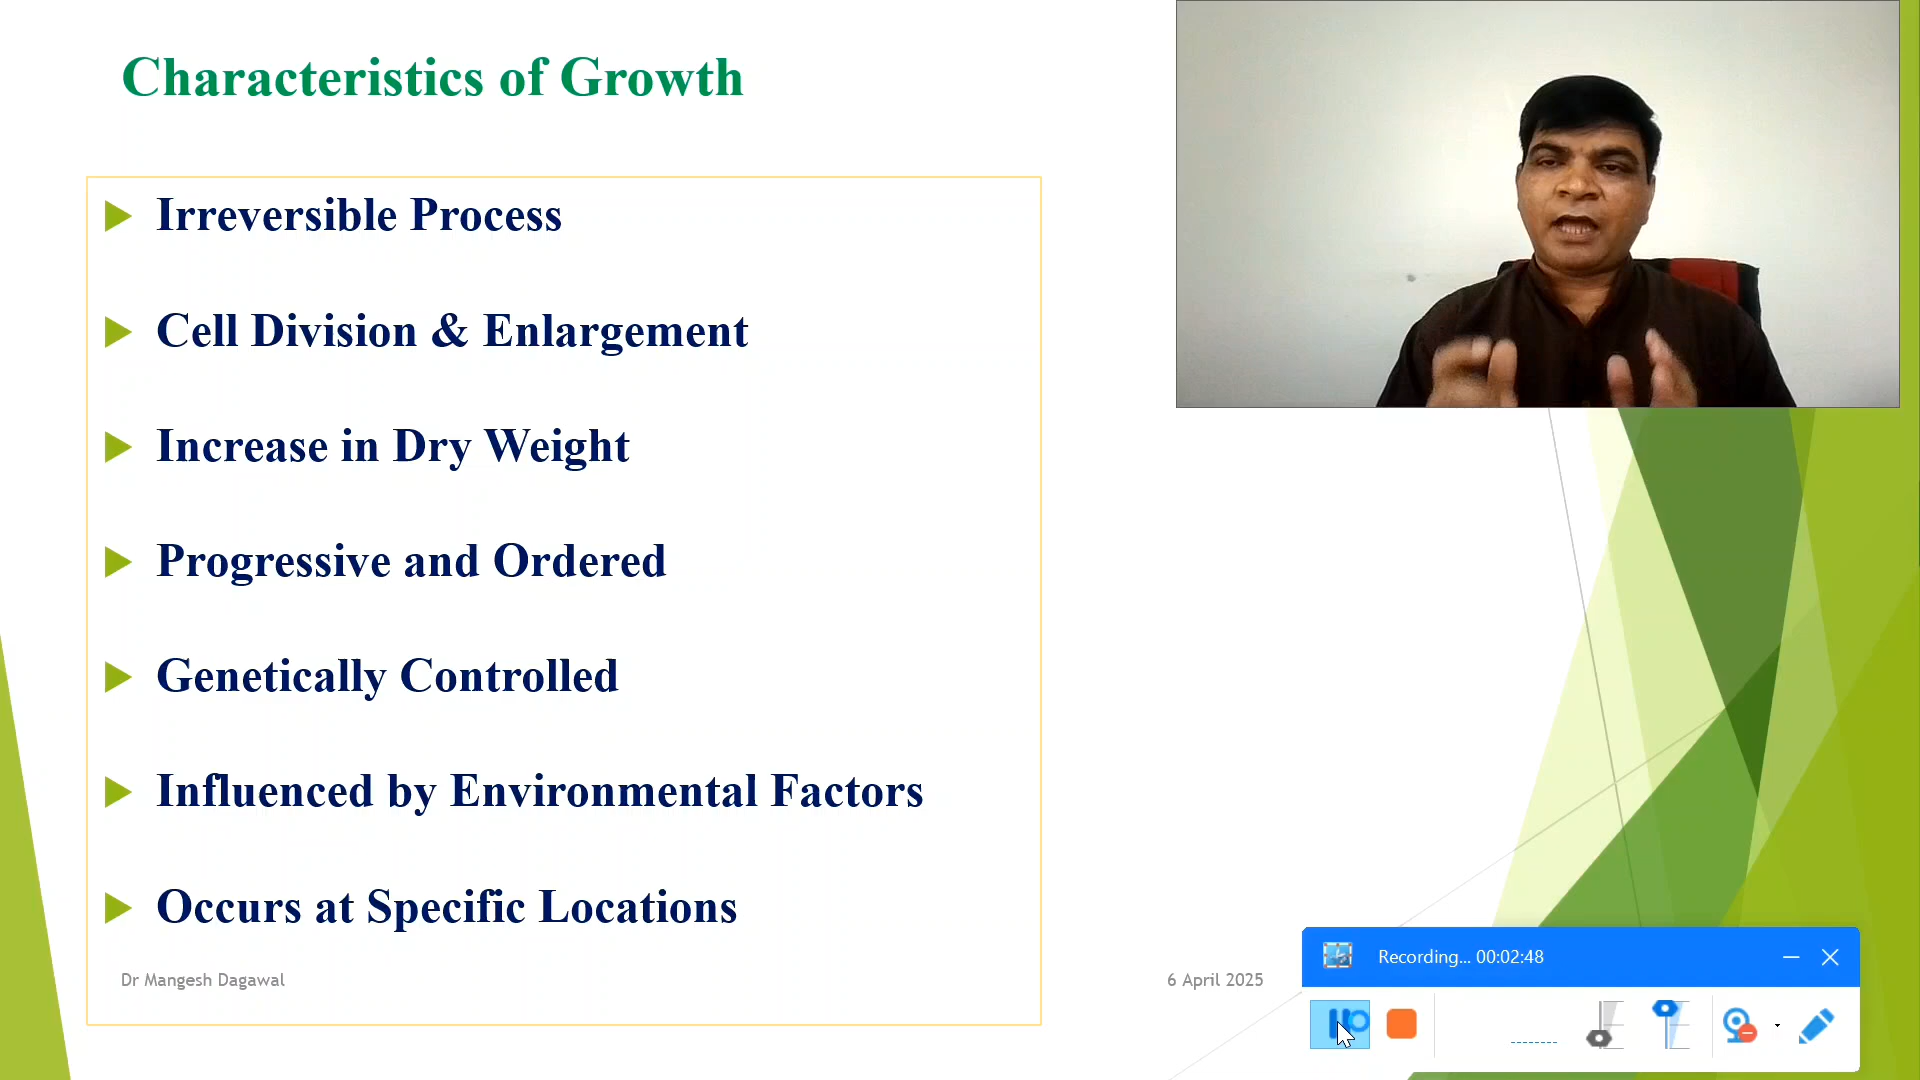 Characteristics of Growth
Irreversible Process
Cell Division & Enlargement
Increase in Dry Weight
Progressive and Ordered
Genetically Controlled
Influenced by Environmental Factors
Occurs at Specific Locations
Dr Mangesh Dagawal
6 April 2025
Recording... 00:02:48